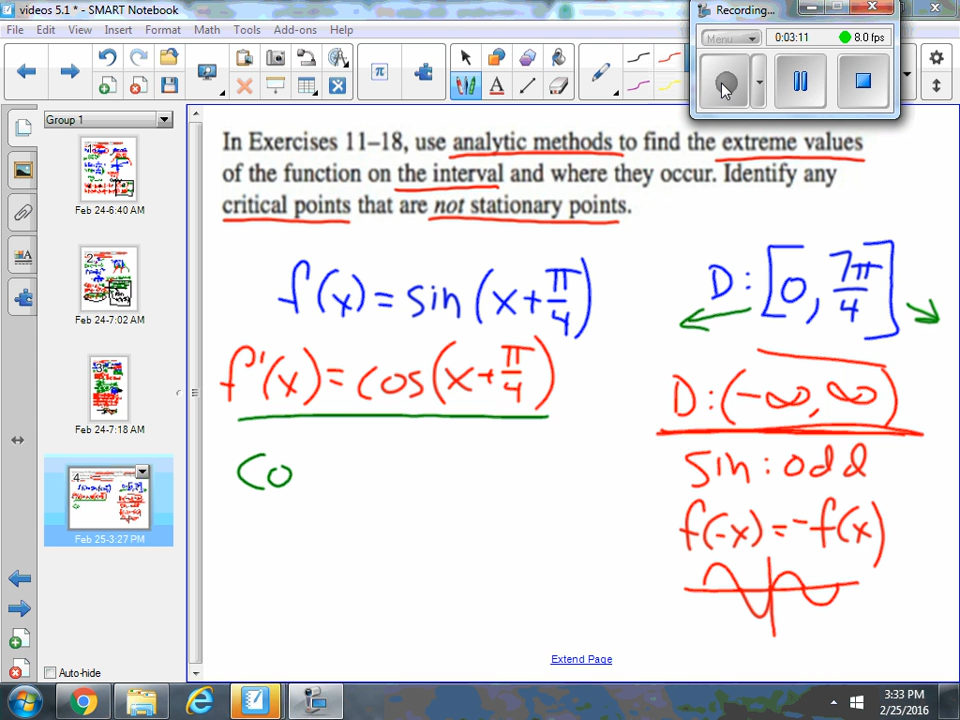 videos 5.1 * - SMART Notebook
File Edit View Insert Format Math Tools Add-ons Help
Recording...
Menu 0:03:11 8.0 fps
Group 1
Feb 24-6:40 AM
Feb 24-7:02 AM
Feb 24-7:18 AM
Feb 25-3:27 PM
Auto-hide
In Exercises 11–18, use analytic methods to find the extreme values
of the function on the interval and where they occur. Identify any
critical points that are not stationary points.
f(x) = sin(x+π/4)
D: [0, 7π/4]
f'(x) = cos(x+π/4)
D: (-∞, ∞)
sin: odd
co
f(-x) = -f(x)
Extend Page
3:33 PM
2/25/2016